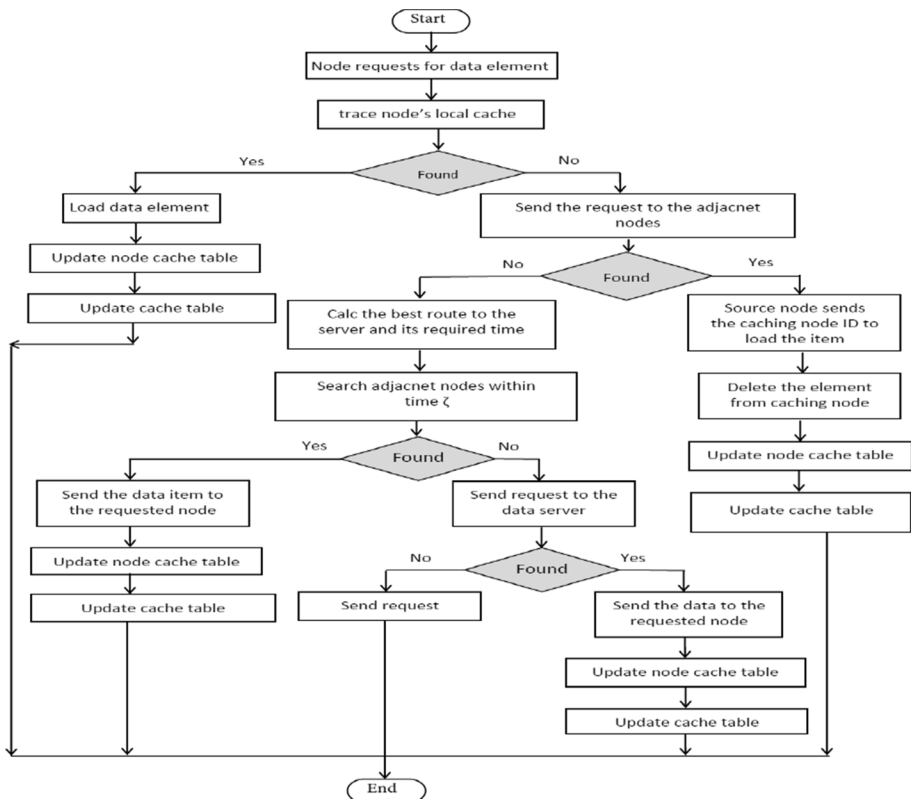 Start
Node requests for data element
trace node's local cache
Yes
Found
No
Load data element
Send the request to the adjacnet
nodes
Update node cache table
No
Found
Yes
Update cache table
Calc the best route to the
server and its required time
Source node sends
the caching node ID to
load the item
Search adjacnet nodes within
time ζ
Delete the element
from caching node
Yes
Found
No
Update node cache table
Send the data item to
the requested node
Send request to the
data server
Update cache table
Update node cache table
No
Found
Yes
Update cache table
Send request
Send the data to the
requested node
Update node cache table
Update cache table
End